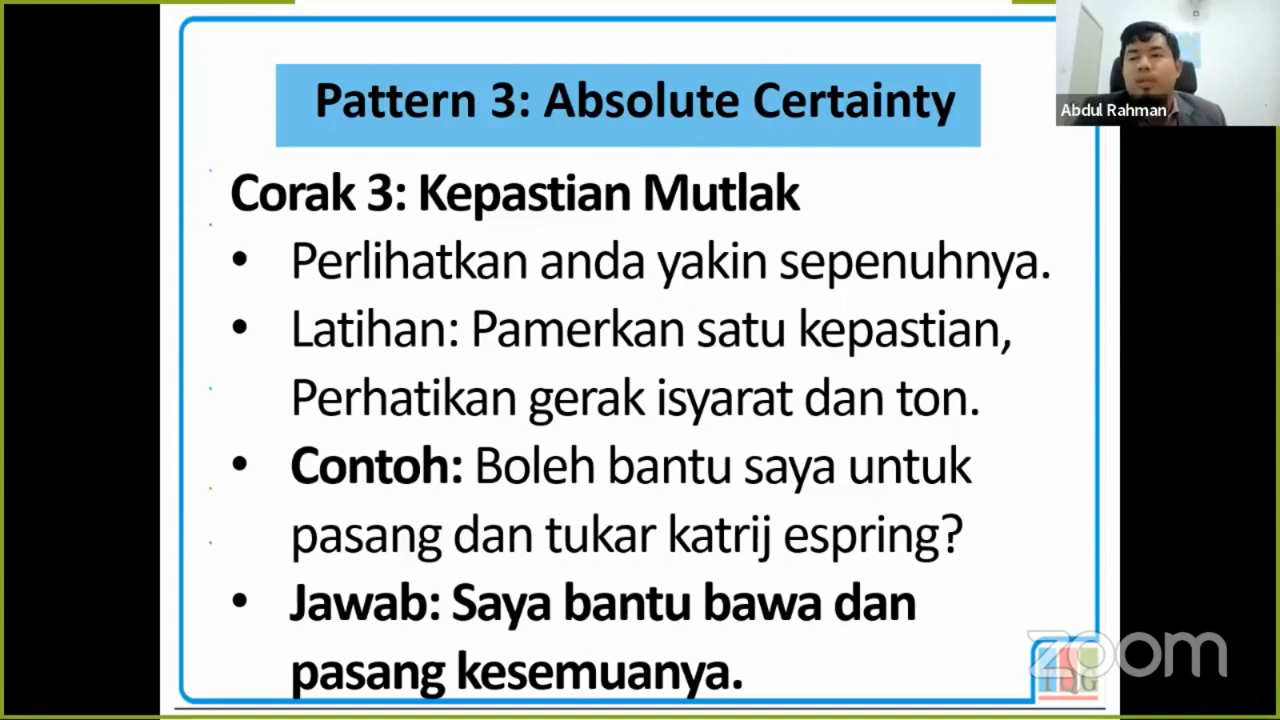 Pattern 3: Absolute Certainty
Abdul Rahman
Corak 3: Kepastian Mutlak
• Perlihatkan anda yakin sepenuhnya.
• Latihan: Pamerkan satu kepastian,
Perhatikan gerak isyarat dan ton.
• Contoh: Boleh bantu saya untuk
pasang dan tukar katrij espring?
• Jawab: Saya bantu bawa dan
pasang kesemuanya.
zoom